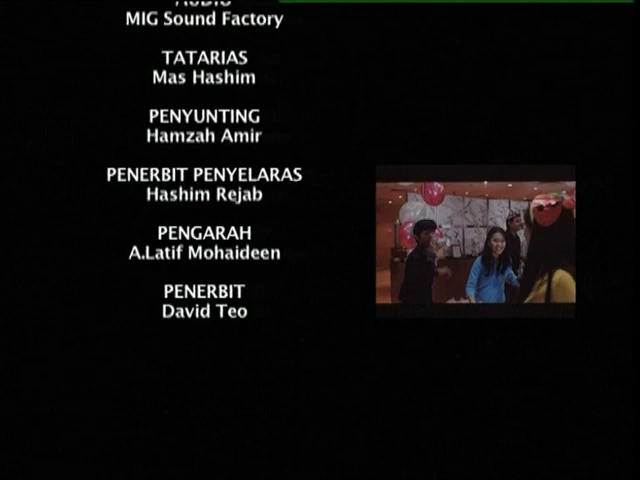 AUDIO
MIG Sound Factory
TATARIAS
Mas Hashim
PENYUNTING
Hamzah Amir
PENERBIT PENYELARAS
Hashim Rejab
PENGARAH
A.Latif Mohaideen
PENERBIT
David Teo